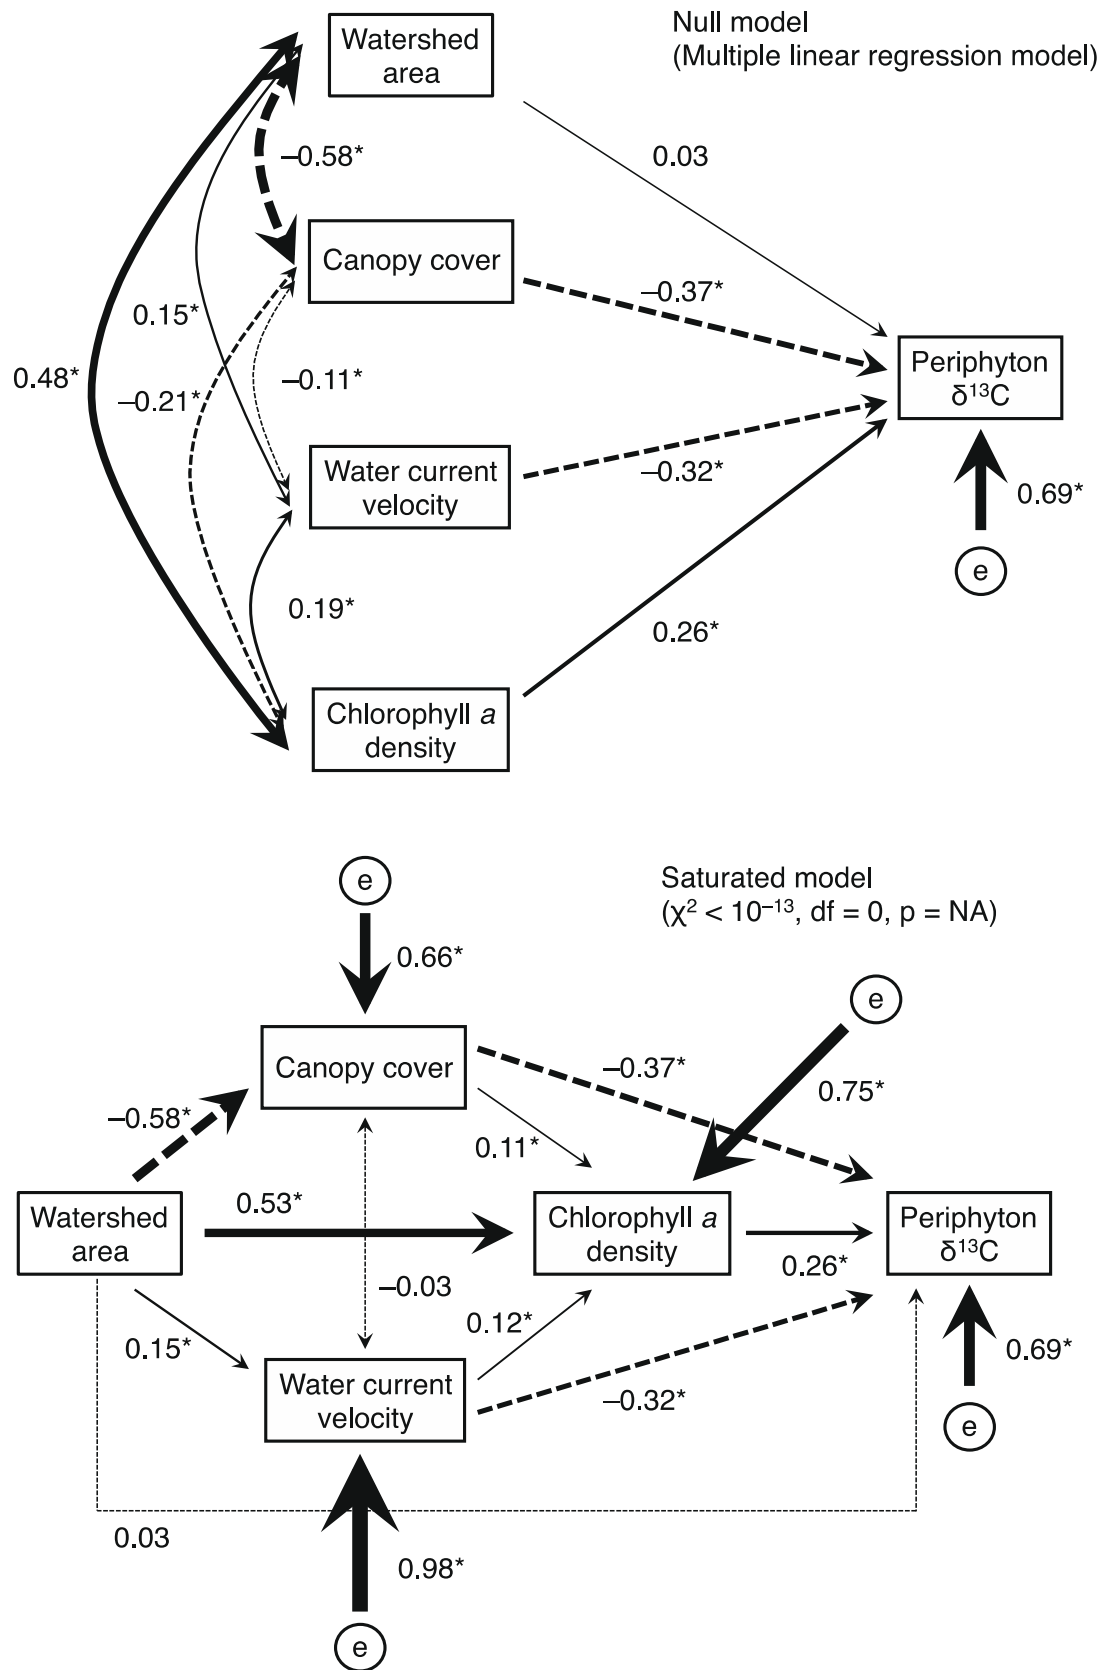 Watershed
area
Null model
(Multiple linear regression model)
–0.58*
0.03
Canopy cover
–0.37*
0.15*
0.48*
–0.21*
–0.11*
Periphyton
δ¹³C
Water current
velocity
–0.32*
0.69*
e
0.19*
0.26*
Chlorophyll a
density
e
Saturated model
(χ² < 10⁻¹³, df = 0, p = NA)
0.66*
e
Canopy cover
–0.37*
0.75*
–0.58*
0.11*
Watershed
area
0.53*
Chlorophyll a
density
Periphyton
δ¹³C
0.26*
–0.03
0.12*
0.15*
0.69*
Water current
velocity
–0.32*
e
0.03
0.98*
e